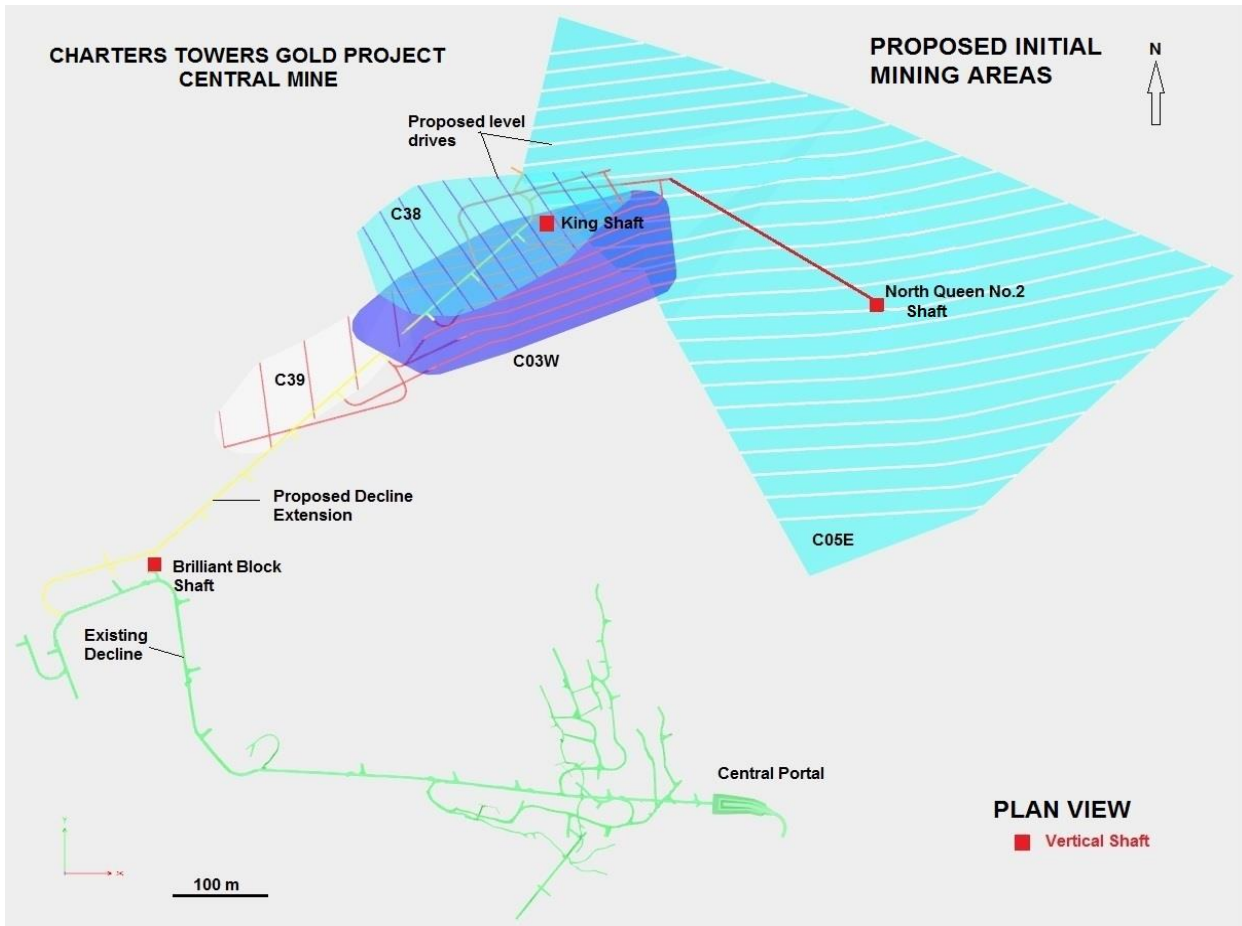 CHARTERS TOWERS GOLD PROJECT
CENTRAL MINE
PROPOSED INITIAL
MINING AREAS
N
Proposed level
drives
C38
King Shaft
North Queen No.2
Shaft
C03W
C39
Proposed Decline
Extension
C05E
Brilliant Block
Shaft
Existing
Decline
Central Portal
PLAN VIEW
Vertical Shaft
100 m